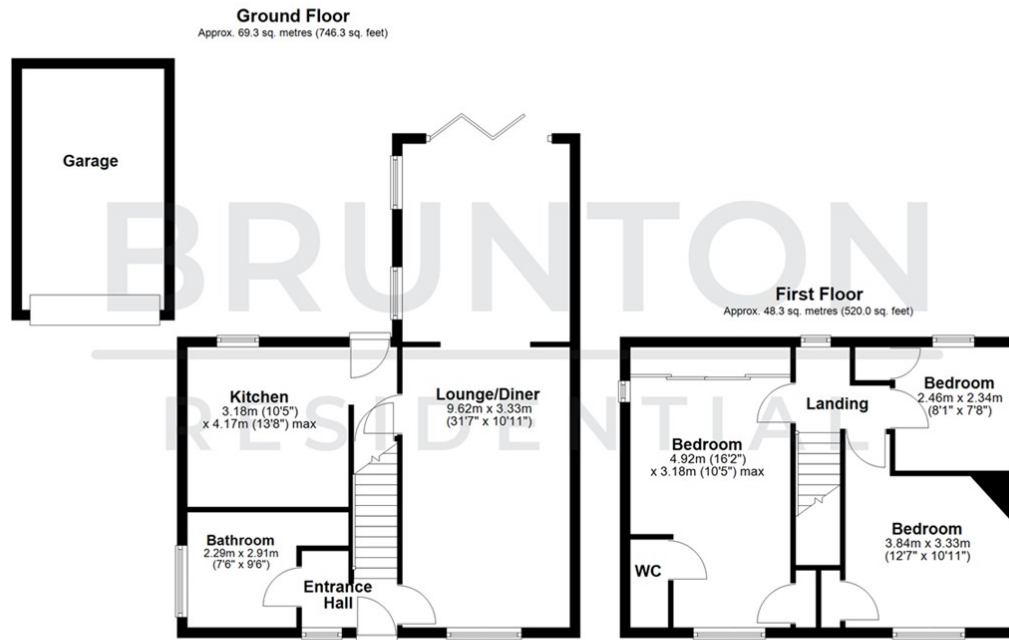 Ground Floor
Approx. 69.3 sq. metres (746.3 sq. feet)
Garage
BRUNTON
RESIDENTIAL
Kitchen
3.18m (10'5")
x 4.17m (13'8") max
Lounge/Diner
9.62m x 3.33m
(31'7" x 10'11")
Bathroom
2.29m x 2.91m
(7'6" x 9'6")
Entrance
Hall
First Floor
Approx. 48.3 sq. metres (520.0 sq. feet)
Bedroom
2.46m x 2.34m
(8'1" x 7'8")
Landing
Bedroom
4.92m (16'2")
x 3.18m (10'5") max
Bedroom
3.84m x 3.33m
(12'7" x 10'11")
WC